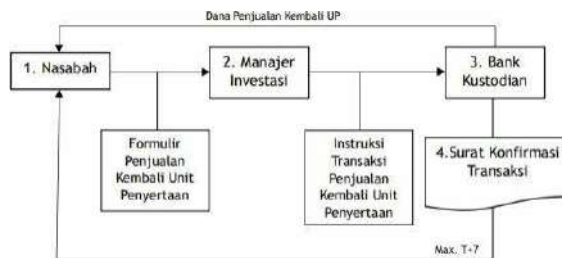 Dana Penjualan Kembali UP
1. Nasabah
2. Manajer
Investasi
3. Bank
Kustodian
Formulir
Penjualan
Kembali Unit
Penyertaan
Instruksi
Transaksi
Penjualan
Kembali Unit
Penyertaan
4.Surat Konfirmasi
Transaksi
Max. T+7